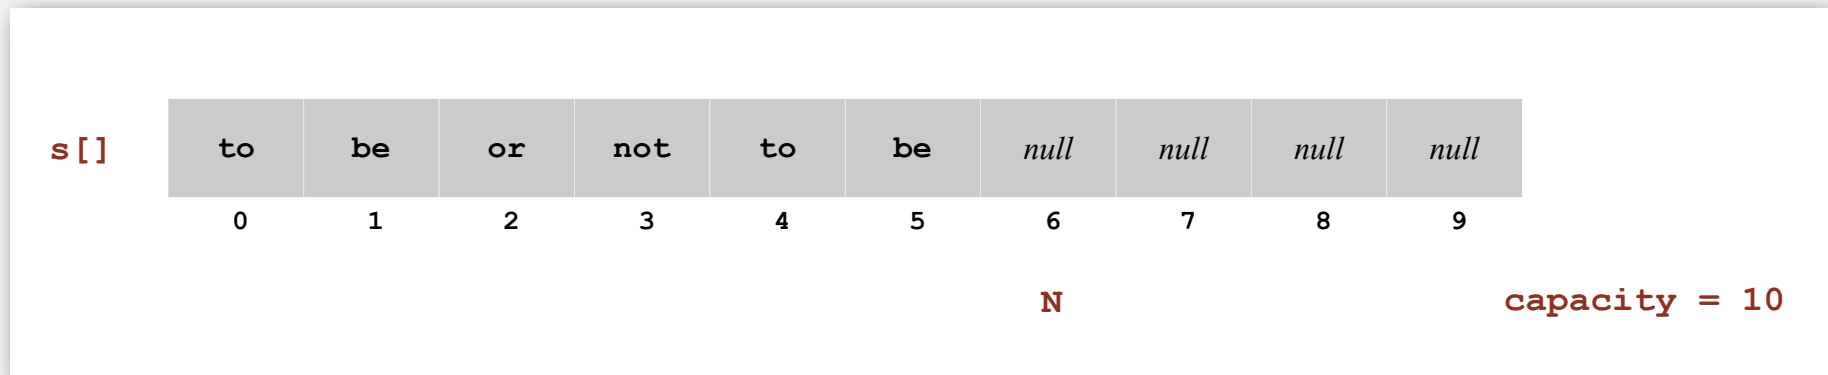 s[] to be or not to be null null null null
0 1 2 3 4 5 6 7 8 9
N capacity = 10